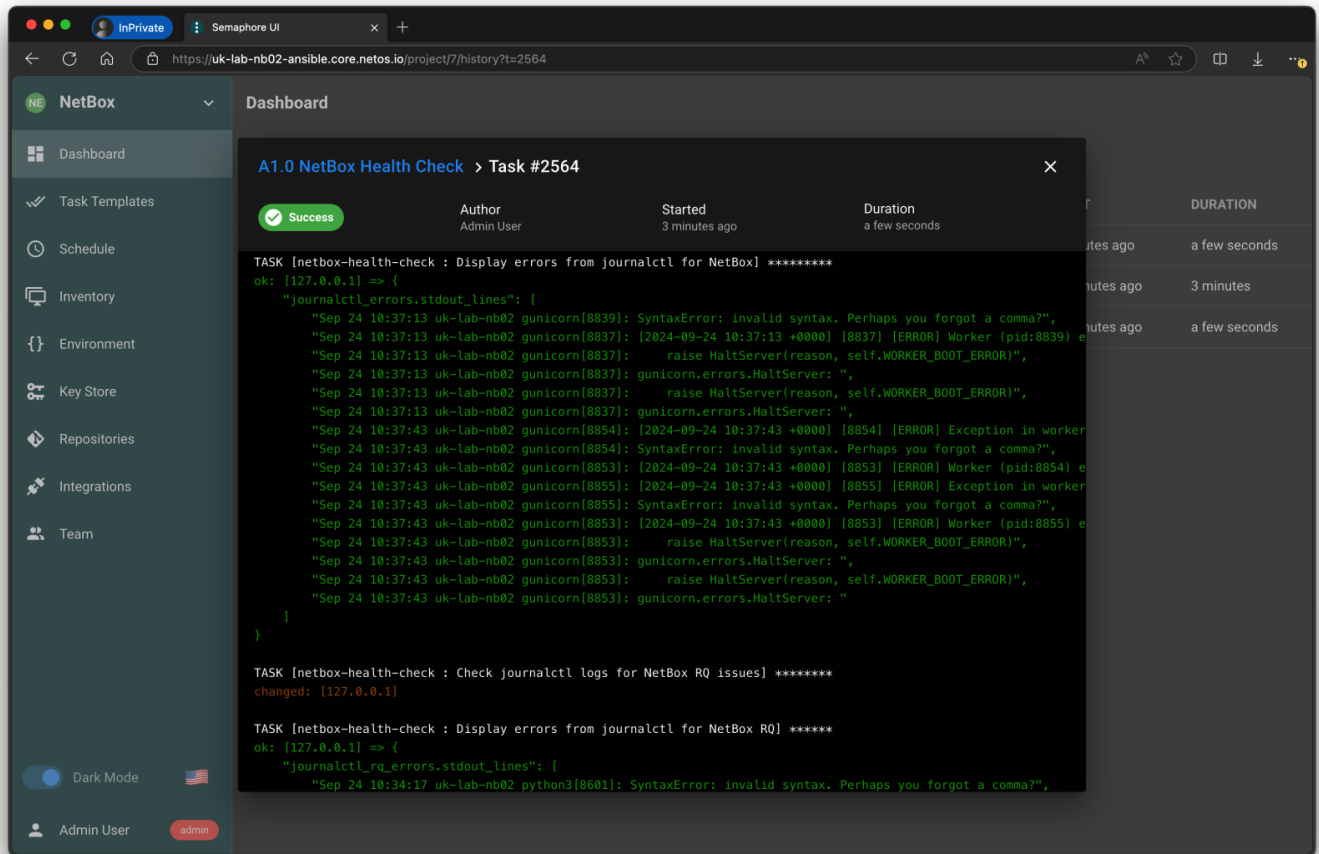 InPrivate
Semaphore UI
https://uk-lab-nb02-ansible.core.netos.io/project/7/history?t=2564
NE
NetBox
Dashboard
Dashboard
Task Templates
Schedule
Inventory
Environment
Key Store
Repositories
Integrations
Team
Dark Mode
Admin User
admin
A1.0 NetBox Health Check > Task #2564
Success
Author
Admin User
Started
3 minutes ago
Duration
a few seconds
DURATION
utes ago a few seconds
nutes ago 3 minutes
nutes ago a few seconds
TASK [netbox-health-check : Display errors from journalctl for NetBox] *********
ok: [127.0.0.1] => {
"journalctl_errors.stdout_lines": [
"Sep 24 10:37:13 uk-lab-nb02 gunicorn[8839]: SyntaxError: invalid syntax. Perhaps you forgot a comma?",
"Sep 24 10:37:13 uk-lab-nb02 gunicorn[8837]: [2024-09-24 10:37:13 +0000] [8837] [ERROR] Worker (pid:8839) e
"Sep 24 10:37:13 uk-lab-nb02 gunicorn[8837]:     raise HaltServer(reason, self.WORKER_BOOT_ERROR)",
"Sep 24 10:37:13 uk-lab-nb02 gunicorn[8837]: gunicorn.errors.HaltServer: ",
"Sep 24 10:37:13 uk-lab-nb02 gunicorn[8837]:     raise HaltServer(reason, self.WORKER_BOOT_ERROR)",
"Sep 24 10:37:13 uk-lab-nb02 gunicorn[8837]: gunicorn.errors.HaltServer: ",
"Sep 24 10:37:43 uk-lab-nb02 gunicorn[8854]: [2024-09-24 10:37:43 +0000] [8854] [ERROR] Exception in worker
"Sep 24 10:37:43 uk-lab-nb02 gunicorn[8854]: SyntaxError: invalid syntax. Perhaps you forgot a comma?",
"Sep 24 10:37:43 uk-lab-nb02 gunicorn[8853]: [2024-09-24 10:37:43 +0000] [8853] [ERROR] Worker (pid:8854) e
"Sep 24 10:37:43 uk-lab-nb02 gunicorn[8855]: [2024-09-24 10:37:43 +0000] [8855] [ERROR] Exception in worker
"Sep 24 10:37:43 uk-lab-nb02 gunicorn[8855]: SyntaxError: invalid syntax. Perhaps you forgot a comma?",
"Sep 24 10:37:43 uk-lab-nb02 gunicorn[8853]: [2024-09-24 10:37:43 +0000] [8853] [ERROR] Worker (pid:8855) e
"Sep 24 10:37:43 uk-lab-nb02 gunicorn[8853]:     raise HaltServer(reason, self.WORKER_BOOT_ERROR)",
"Sep 24 10:37:43 uk-lab-nb02 gunicorn[8853]: gunicorn.errors.HaltServer: ",
"Sep 24 10:37:43 uk-lab-nb02 gunicorn[8853]:     raise HaltServer(reason, self.WORKER_BOOT_ERROR)",
"Sep 24 10:37:43 uk-lab-nb02 gunicorn[8853]: gunicorn.errors.HaltServer: "
]
}
TASK [netbox-health-check : Check journalctl logs for NetBox RQ issues] ********
changed: [127.0.0.1]
TASK [netbox-health-check : Display errors from journalctl for NetBox RQ] ******
ok: [127.0.0.1] => {
"journalctl_rq_errors.stdout_lines": [
"Sep 24 10:34:17 uk-lab-nb02 python3[8601]: SyntaxError: invalid syntax. Perhaps you forgot a comma?",